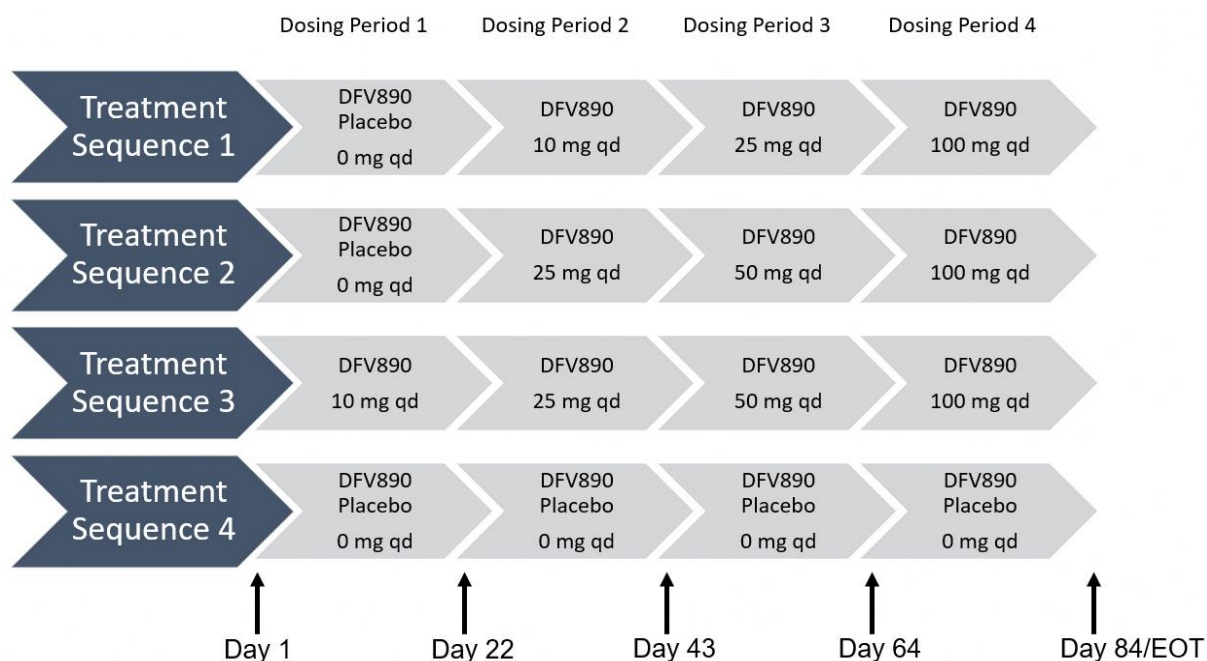 Dosing Period 1
Dosing Period 2
Dosing Period 3
Dosing Period 4
Treatment
Sequence 1
DFV890
Placebo
0 mg qd
DFV890
10 mg qd
DFV890
25 mg qd
DFV890
100 mg qd
Treatment
Sequence 2
DFV890
Placebo
0 mg qd
DFV890
25 mg qd
DFV890
50 mg qd
DFV890
100 mg qd
Treatment
Sequence 3
DFV890
10 mg qd
DFV890
25 mg qd
DFV890
50 mg qd
DFV890
100 mg qd
Treatment
Sequence 4
DFV890
Placebo
0 mg qd
DFV890
Placebo
0 mg qd
DFV890
Placebo
0 mg qd
DFV890
Placebo
0 mg qd
Day 1
Day 22
Day 43
Day 64
Day 84/EOT